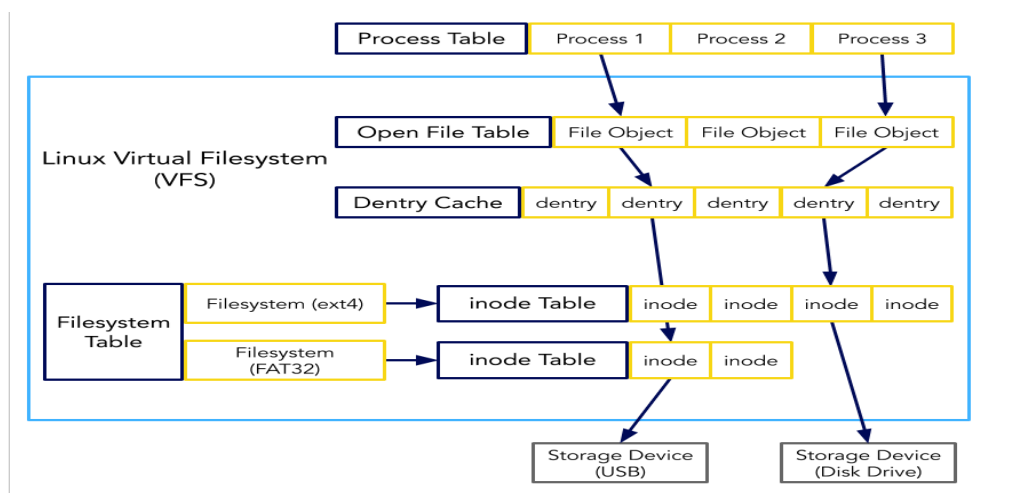 Process Table Process 1 Process 2 Process 3
Open File Table File Object File Object File Object
Linux Virtual Filesystem
(VFS)
Dentry Cache dentry dentry dentry dentry dentry
Filesystem
Table
Filesystem (ext4)
inode Table inode inode inode inode
Filesystem
(FAT32)
inode Table inode inode
Storage Device
(USB)
Storage Device
(Disk Drive)